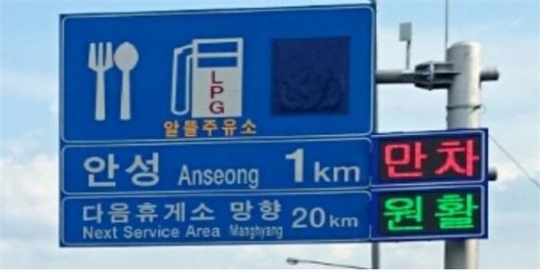 LPG
알뜰주유소
안성 Anseong 1km 만차
다음휴게소 망향 20km 원활
Next Service Area Manghyang